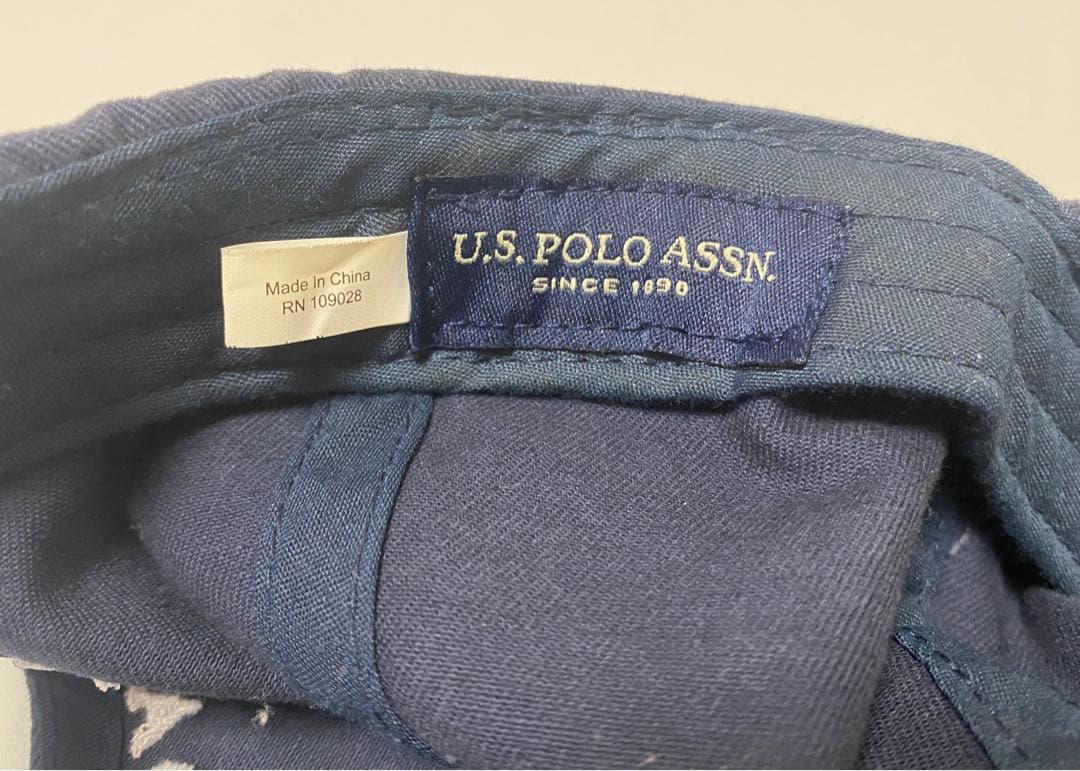 Made In China
RN 109028
U.S. POLO ASSN.
SINCE 1890